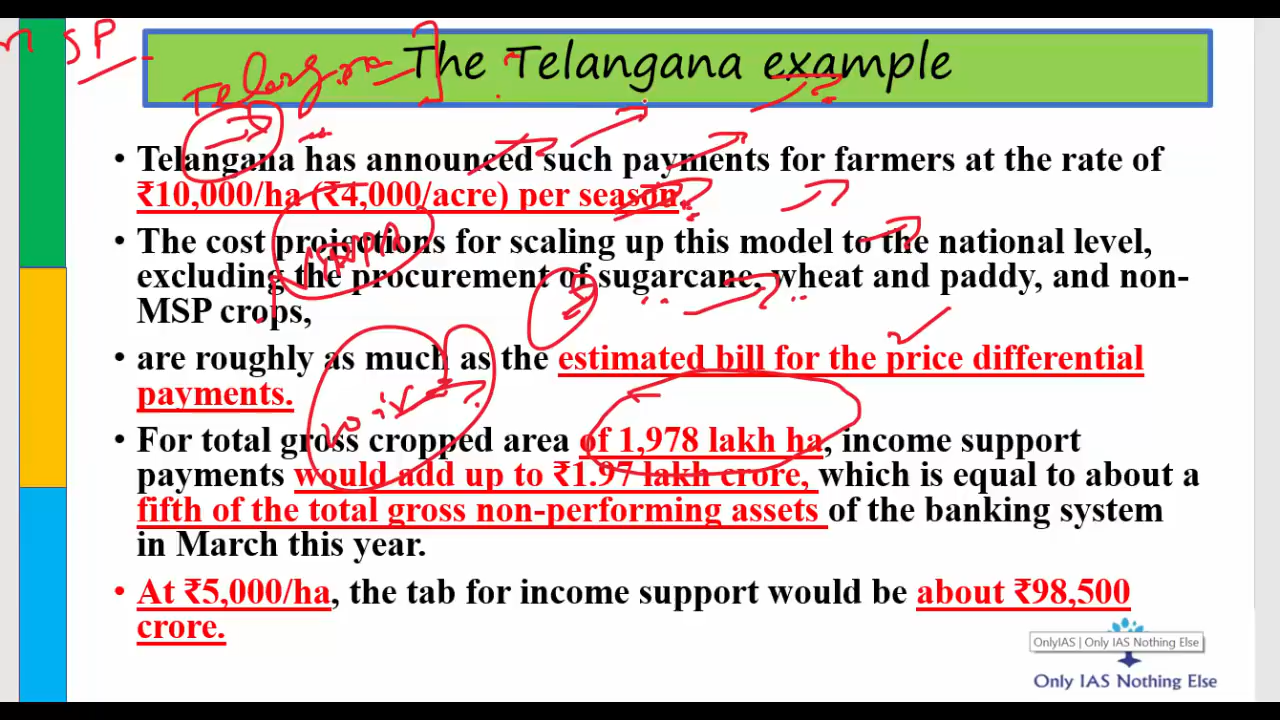 SP
The Telangana example
Telangana
• Telangana has announced such payments for farmers at the rate of
₹10,000/ha (₹4,000/acre) per season.
• The cost projections for scaling up this model to the national level,
excluding the procurement of sugarcane, wheat and paddy, and non-
MSP crops,
• are roughly as much as the estimated bill for the price differential
payments.
• For total gross cropped area of 1,978 lakh ha, income support
payments would add up to ₹1.97 lakh crore, which is equal to about a
fifth of the total gross non-performing assets of the banking system
in March this year.
• At ₹5,000/ha, the tab for income support would be about ₹98,500
crore.
OnlyIAS | Only IAS Nothing Else
Only IAS Nothing Else